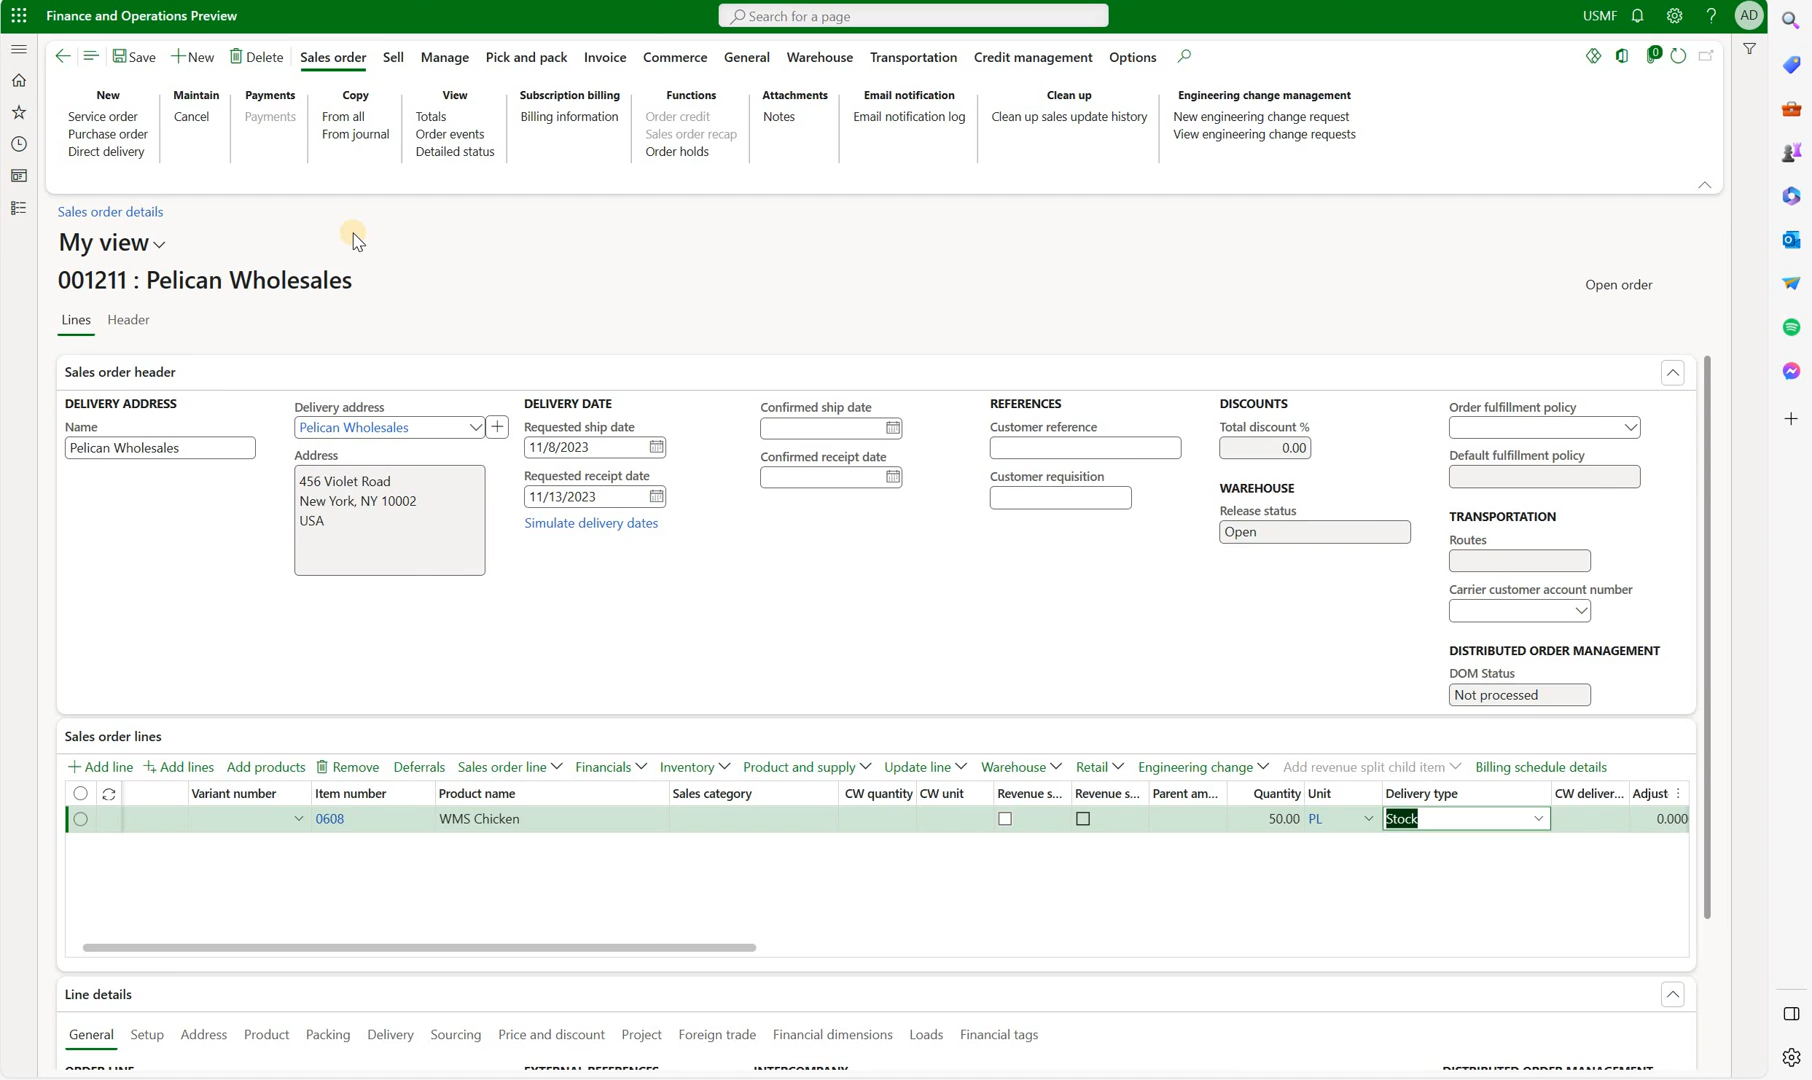 Finance and Operations Preview
Search for a page
USMF
?
AD
Save
New
Delete
Sales order
Sell
Manage
Pick and pack
Invoice
Commerce
General
Warehouse
Transportation
Credit management
Options
0
New
Service order
Purchase order
Direct delivery
Maintain
Cancel
Payments
Payments
Copy
From all
From journal
View
Totals
Order events
Detailed status
Subscription billing
Billing information
Functions
Order credit
Sales order recap
Order holds
Attachments
Notes
Email notification
Email notification log
Clean up
Clean up sales update history
Engineering change management
New engineering change request
View engineering change requests
Sales order details
My view
001211 : Pelican Wholesales
Open order
Lines
Header
Sales order header
DELIVERY ADDRESS
Name
Pelican Wholesales
Delivery address
Pelican Wholesales
Address
456 Violet Road
New York, NY 10002
USA
DELIVERY DATE
Requested ship date
11/8/2023
Requested receipt date
11/13/2023
Simulate delivery dates
Confirmed ship date
Confirmed receipt date
REFERENCES
Customer reference
Customer requisition
DISCOUNTS
Total discount %
0.00
WAREHOUSE
Release status
Open
Order fulfillment policy
Default fulfillment policy
TRANSPORTATION
Routes
Carrier customer account number
DISTRIBUTED ORDER MANAGEMENT
DOM Status
Not processed
Sales order lines
Add line
Add lines
Add products
Remove
Deferrals
Sales order line
Financials
Inventory
Product and supply
Update line
Warehouse
Retail
Engineering change
Add revenue split child item
Billing schedule details
Variant number
Item number
Product name
Sales category
CW quantity
CW unit
Revenue s...
Revenue s...
Parent am...
Quantity
Unit
Delivery type
CW deliver...
Adjust
0608
WMS Chicken
50.00
PL
Stock
0.000
Line details
General
Setup
Address
Product
Packing
Delivery
Sourcing
Price and discount
Project
Foreign trade
Financial dimensions
Loads
Financial tags
ORDER LINE
EXTERNAL REFERENCES
INTERCOMPANY
DISTRIBUTED ORDER MANAGEMENT